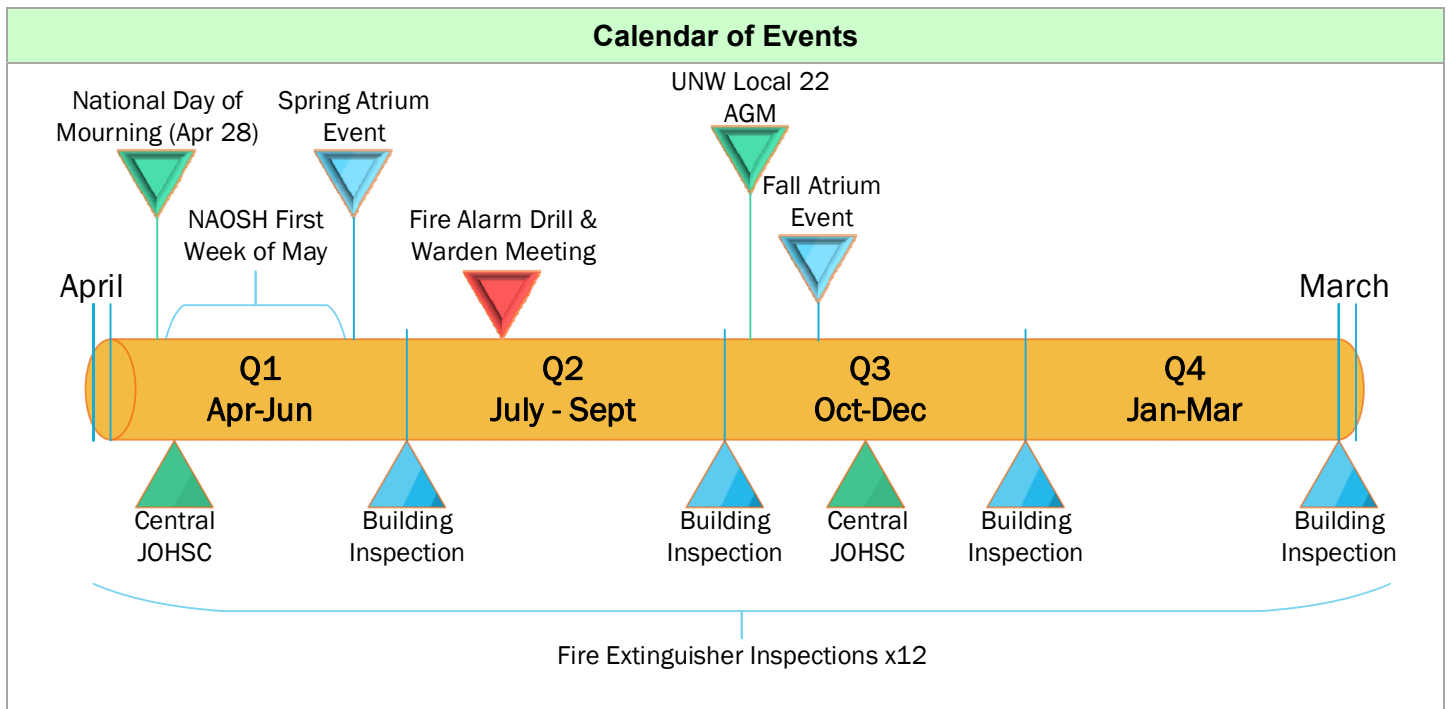 Calendar of Events
National Day of
Mourning (Apr 28)
Spring Atrium
Event
UNW Local 22
AGM
Fall Atrium
Event
NAOSH First
Week of May
Fire Alarm Drill &
Warden Meeting
April
March
Q1
Apr-Jun
Q2
July - Sept
Q3
Oct-Dec
Q4
Jan-Mar
Central
JOHSC
Building
Inspection
Building
Inspection
Central
JOHSC
Building
Inspection
Building
Inspection
Fire Extinguisher Inspections x12